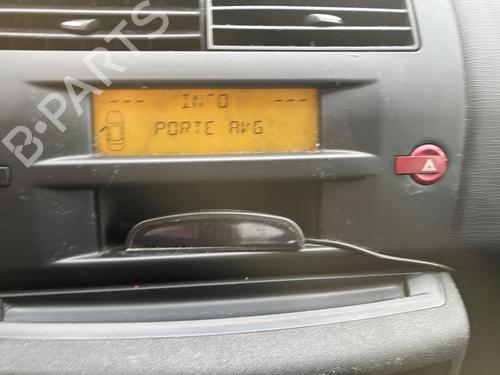 B-PARTS
--- INFO ---
PORTE AVG